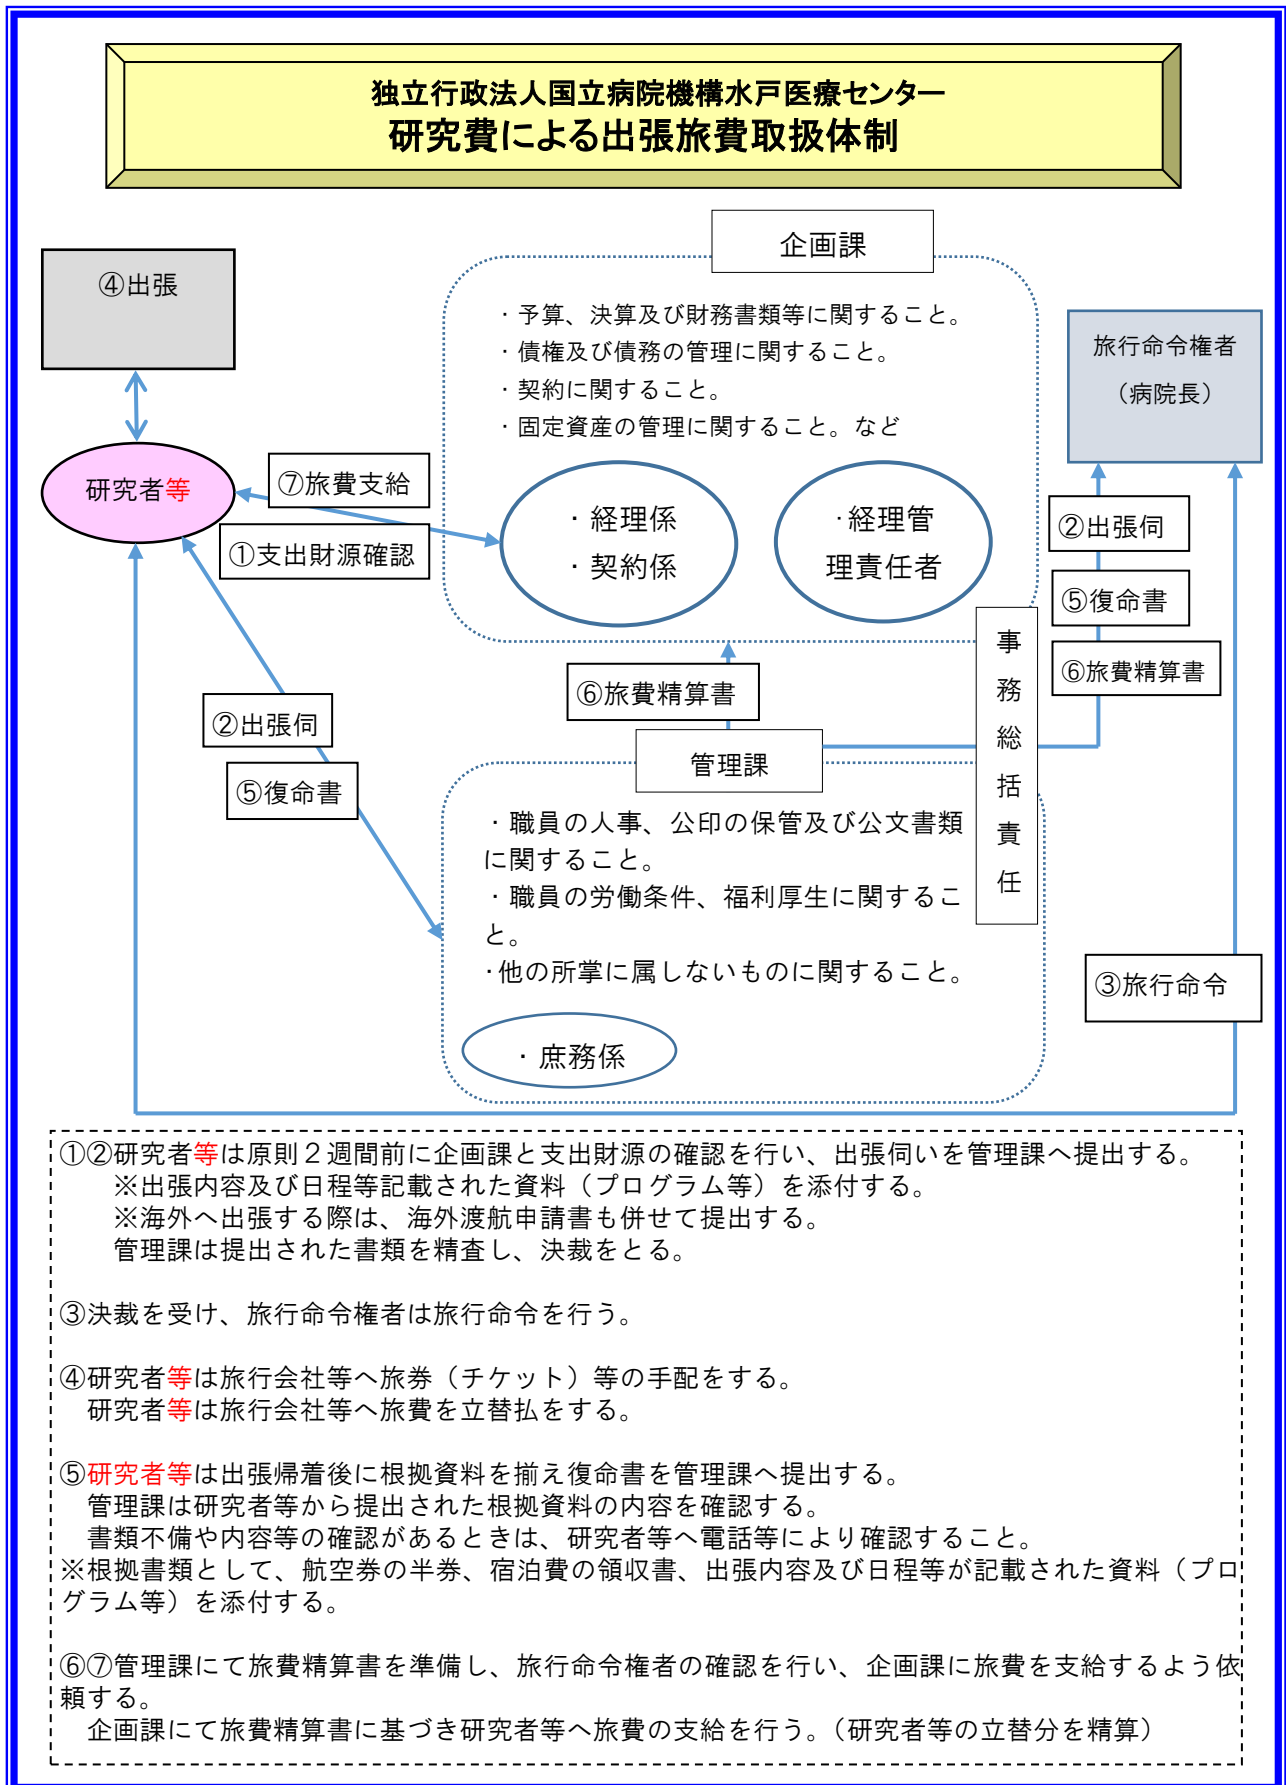 独立行政法人国立病院機構水戸医療センター
研究費による出張旅費取扱体制
企画課
④出張
・予算、決算及び財務書類等に関すること。
・債権及び債務の管理に関すること。
・契約に関すること。
・固定資産の管理に関すること。など
旅行命令権者
（病院長）
研究者等
⑦旅費支給
①支出財源確認
・経理係
・契約係
・経理管
理責任者
②出張伺
⑤復命書
⑥旅費精算書
事務総括責任
⑥旅費精算書
②出張伺
⑤復命書
管理課
・職員の人事、公印の保管及び公文書類
に関すること。
・職員の労働条件、福利厚生に関するこ
と。
・他の所掌に属しないものに関すること。
③旅行命令
・庶務係
①②研究者等は原則２週間前に企画課と支出財源の確認を行い、出張伺いを管理課へ提出する。
※出張内容及び日程等記載された資料（プログラム等）を添付する。
※海外へ出張する際は、海外渡航申請書も併せて提出する。
管理課は提出された書類を精査し、決裁をとる。
③決裁を受け、旅行命令権者は旅行命令を行う。
④研究者等は旅行会社等へ旅券（チケット）等の手配をする。
研究者等は旅行会社等へ旅費を立替払をする。
⑤研究者等は出張帰着後に根拠資料を揃え復命書を管理課へ提出する。
管理課は研究者等から提出された根拠資料の内容を確認する。
書類不備や内容等の確認があるときは、研究者等へ電話等により確認すること。
※根拠書類として、航空券の半券、宿泊費の領収書、出張内容及び日程等が記載された資料（プロ
グラム等）を添付する。
⑥⑦管理課にて旅費精算書を準備し、旅行命令権者の確認を行い、企画課に旅費を支給するよう依
頼する。
企画課にて旅費精算書に基づき研究者等へ旅費の支給を行う。（研究者等の立替分を精算）